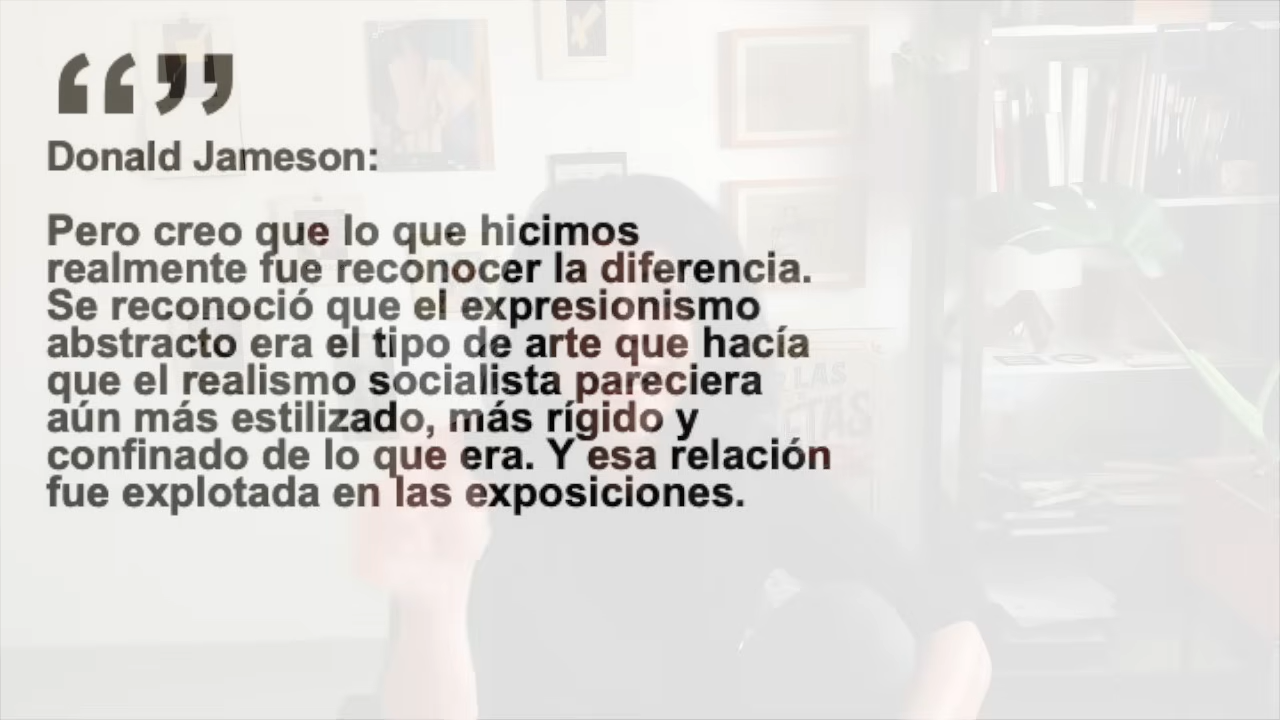 “ ”
Donald Jameson:
Pero creo que lo que hicimos
realmente fue reconocer la diferencia.
Se reconoció que el expresionismo
abstracto era el tipo de arte que hacía
que el realismo socialista pareciera
aún más estilizado, más rígido y
confinado de lo que era. Y esa relación
fue explotada en las exposiciones.